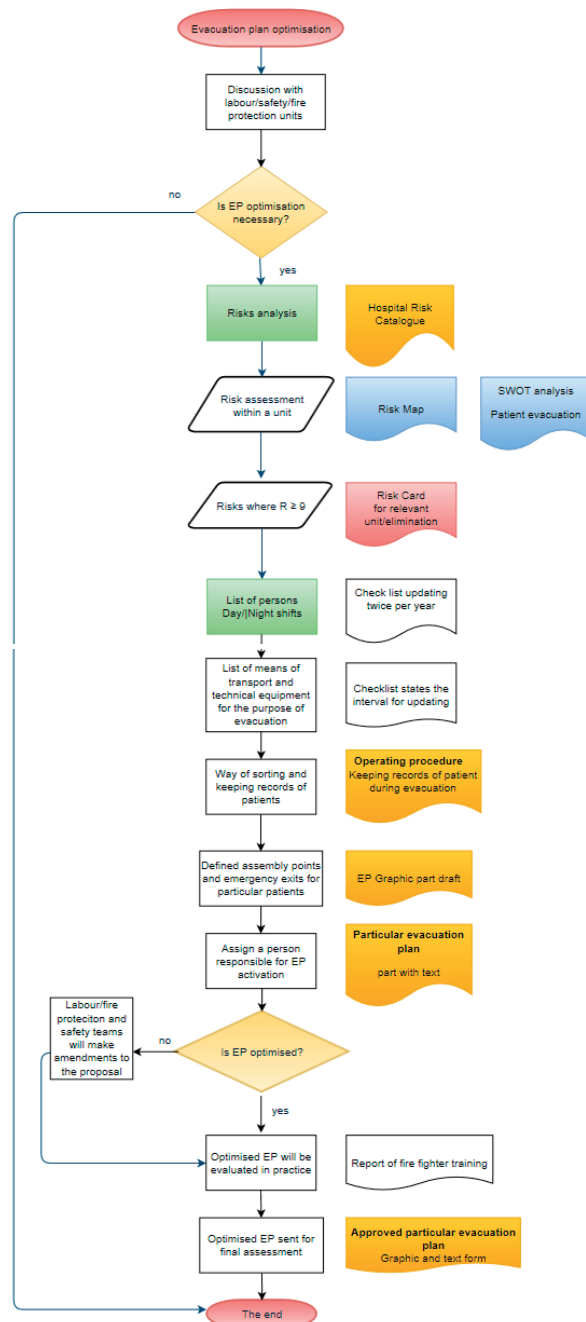 Evacuation plan optimisation
Discussion with
labour/safety/fire
protection units
no
Is EP optimisation
necessary?
yes
Risks analysis
Hospital Risk
Catalogue
Risk assessment
within a unit
Risk Map
SWOT analysis
Patient evacuation
Risks where R ≥ 9
Risk Card
for relevant
unit/elimination
List of persons
Day/|Night shifts
Check list updating
twice per year
List of means of
transport and
technical equipment
for the purpose of
evacuation
Checklist states the
interval for updating
Way of sorting and
keeping records of
patients
Operating procedure
Keeping records of patient
during evacuation
Defined assembly points
and emergency exits for
particular patients
EP Graphic part draft
Assign a person
responsible for EP
activation
Particular evacuation
plan
part with text
Labour/fire
proteciton and
safety teams
will make
amendments to
the proposal
no
Is EP optimised?
yes
Optimised EP will be
evaluated in practice
Report of fire fighter training
Optimised EP sent for
final assessment
Approved particular evacuation
plan
Graphic and text form
The end